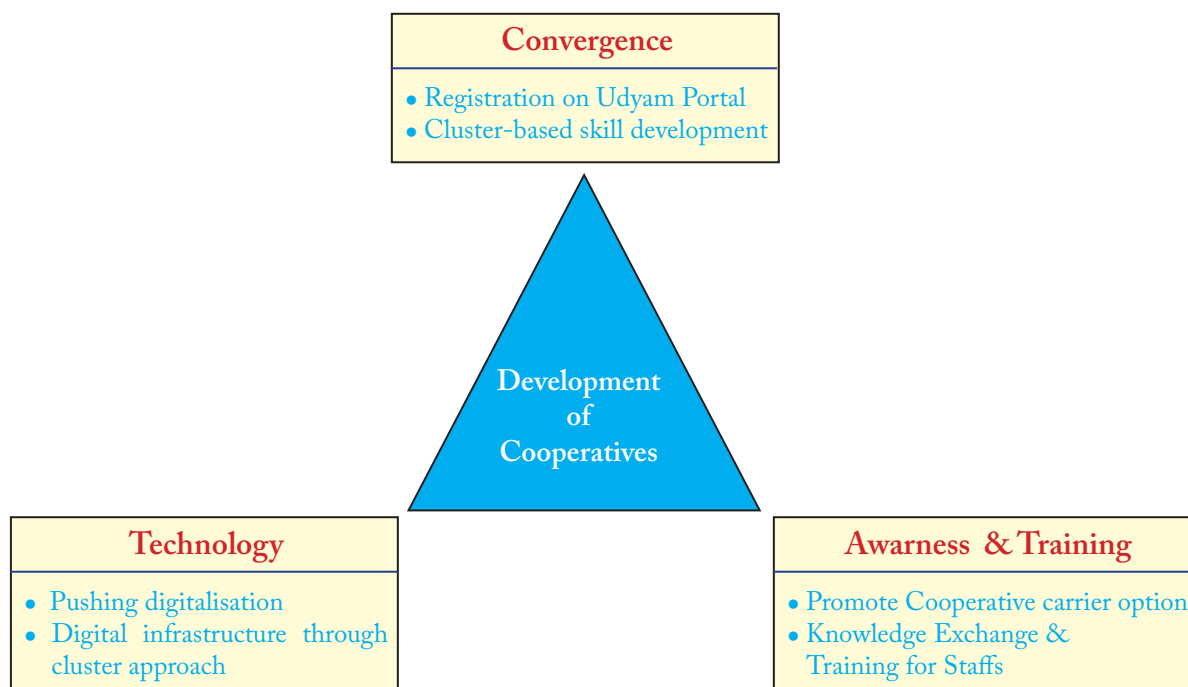 Convergence
• Registration on Udyam Portal
• Cluster-based skill development
Development
of
Cooperatives
Technology
• Pushing digitalisation
• Digital infrastructure through
cluster approach
Awarness & Training
• Promote Cooperative carrier option
• Knowledge Exchange &
Training for Staffs